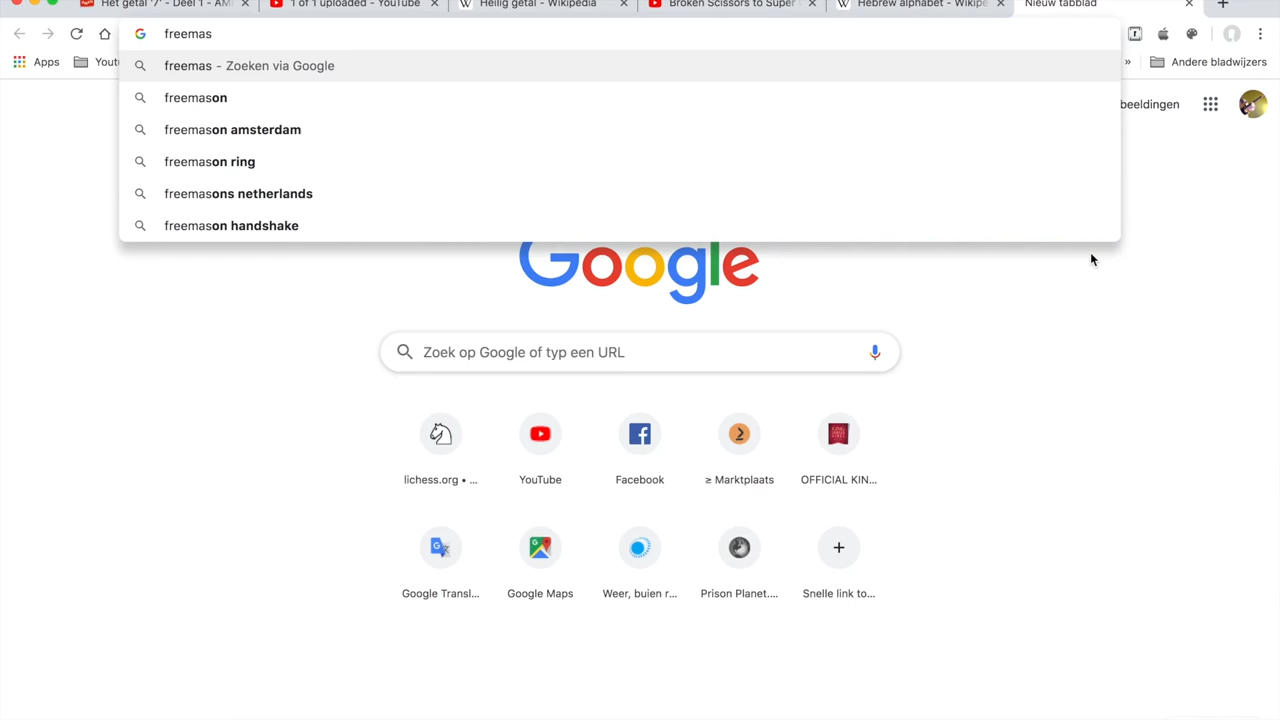 Het getal '7' - Deel 1 - AM
1 of 1 uploaded - YouTube
Heilig getal - Wikipedia
Broken Scissors to Super
Hebrew alphabet - Wikipe
Nieuw tabblad
freemas
Apps
Yout
»
Andere bladwijzers
freemas - Zoeken via Google
freemason
freemason amsterdam
freemason ring
freemasons netherlands
freemason handshake
beeldingen
Google
Zoek op Google of typ een URL
lichess.org • ...
YouTube
Facebook
≥ Marktplaats
OFFICIAL KIN...
Google Transl...
Google Maps
Weer, buien r...
Prison Planet....
Snelle link to...